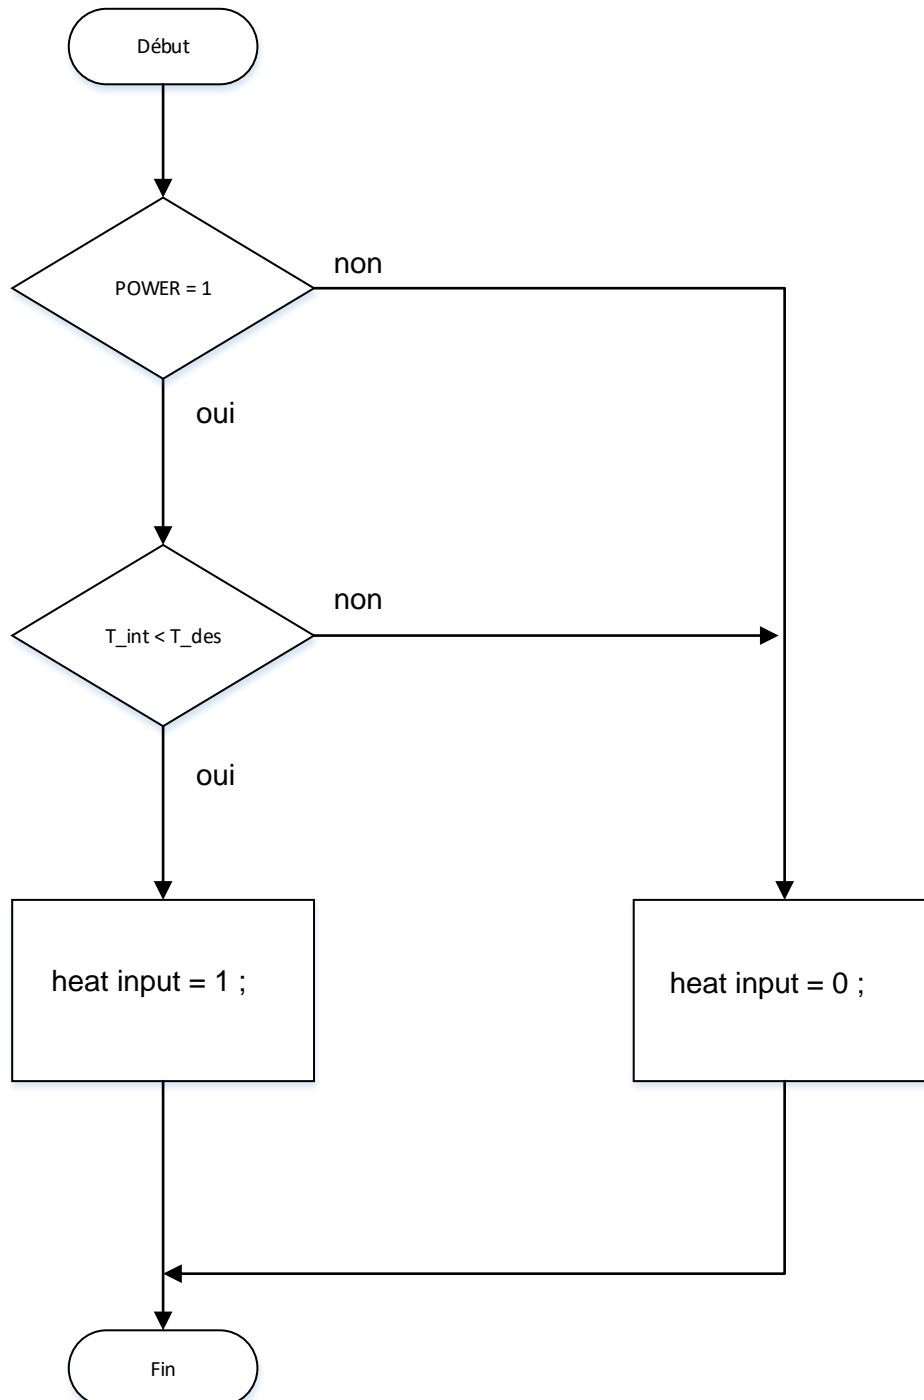 Début
POWER = 1
non
oui
T_int < T_des
non
oui
heat input = 1 ;
heat input = 0 ;
Fin